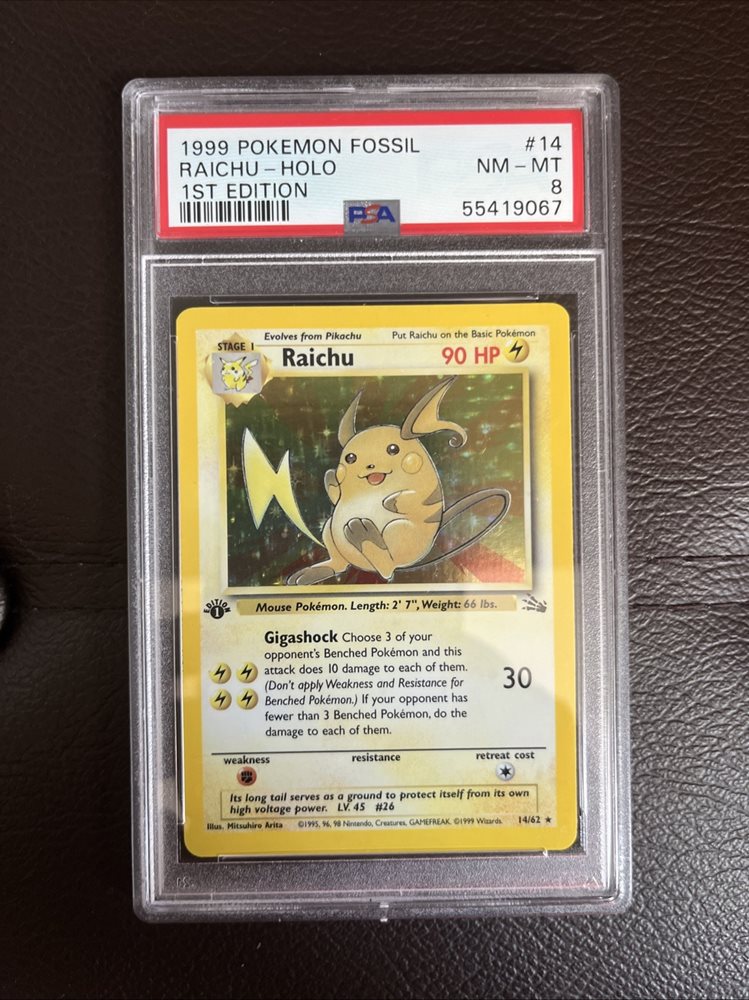 1999 POKEMON FOSSIL #14
RAICHU – HOLO NM – MT
1ST EDITION 8
PSA 55419067
STAGE 1 Evolves from Pikachu Put Raichu on the Basic Pokémon
Raichu 90 HP
EDITION 1 Mouse Pokémon. Length: 2' 7", Weight: 66 lbs.
Gigashock Choose 3 of your
opponent's Benched Pokémon and this
attack does 10 damage to each of them.
(Don't apply Weakness and Resistance for
Benched Pokémon.) If your opponent has
fewer than 3 Benched Pokémon, do the
damage to each of them.
30
weakness resistance retreat cost
Its long tail serves as a ground to protect itself from its own
high voltage power. LV. 45 #26
Illus. Mitsuhiro Arita ©1995, 96, 98 Nintendo, Creatures, GAMEFREAK. ©1999 Wizards. 14/62 ★